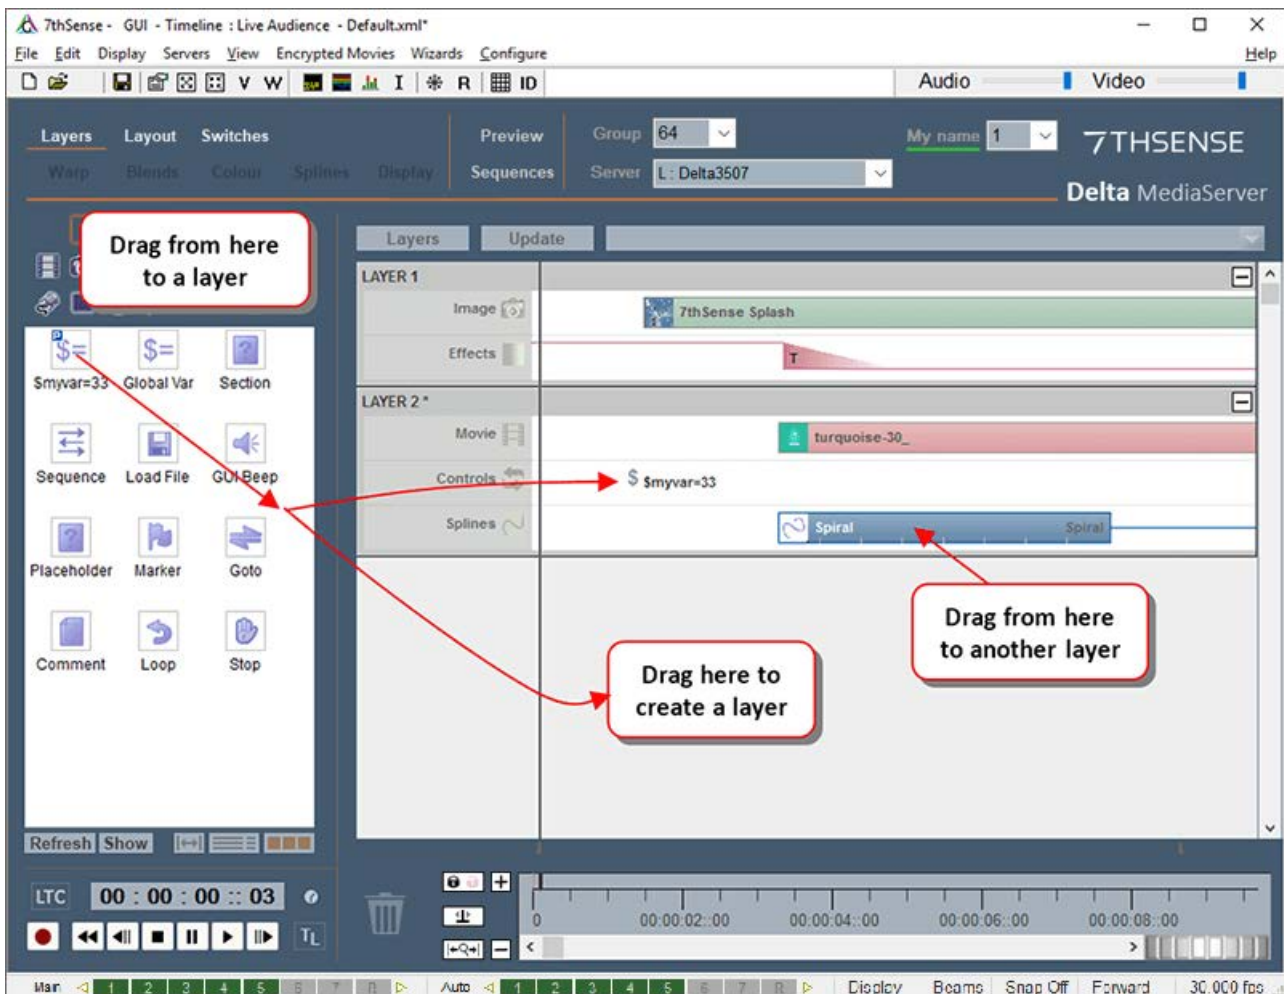 7thSense - GUI - Timeline : Live Audience - Default.xml*
File Edit Display Servers View Encrypted Movies Wizards Configure Help
V W I R ID Audio Video
Layers Layout Switches Preview Group 64 My name 1 7THSENSE
Warp Blends Colour Splines Display Sequences Server L : Delta3507
Delta MediaServer
Drag from here
to a layer
Layers Update
LAYER 1
Image 7thSense Splash
Effects T
LAYER 2 *
Movie turquoise-30_
Controls $ $myvar=33
Splines Spiral Spiral
$= $= ?
$myvar=33 Global Var Section
Sequence Load File GUI Beep
?
Placeholder Marker Goto
Comment Loop Stop
Drag from here
to another layer
Drag here to
create a layer
Refresh Show
LTC 00 : 00 : 00 :: 03
TL
0 00:00:02::00 00:00:04::00 00:00:06::00 00:00:08::00
Main 1 2 3 4 5 6 7 R Auto 1 2 3 4 5 6 7 R Display Beams Snap Off Forward 30.000 fps